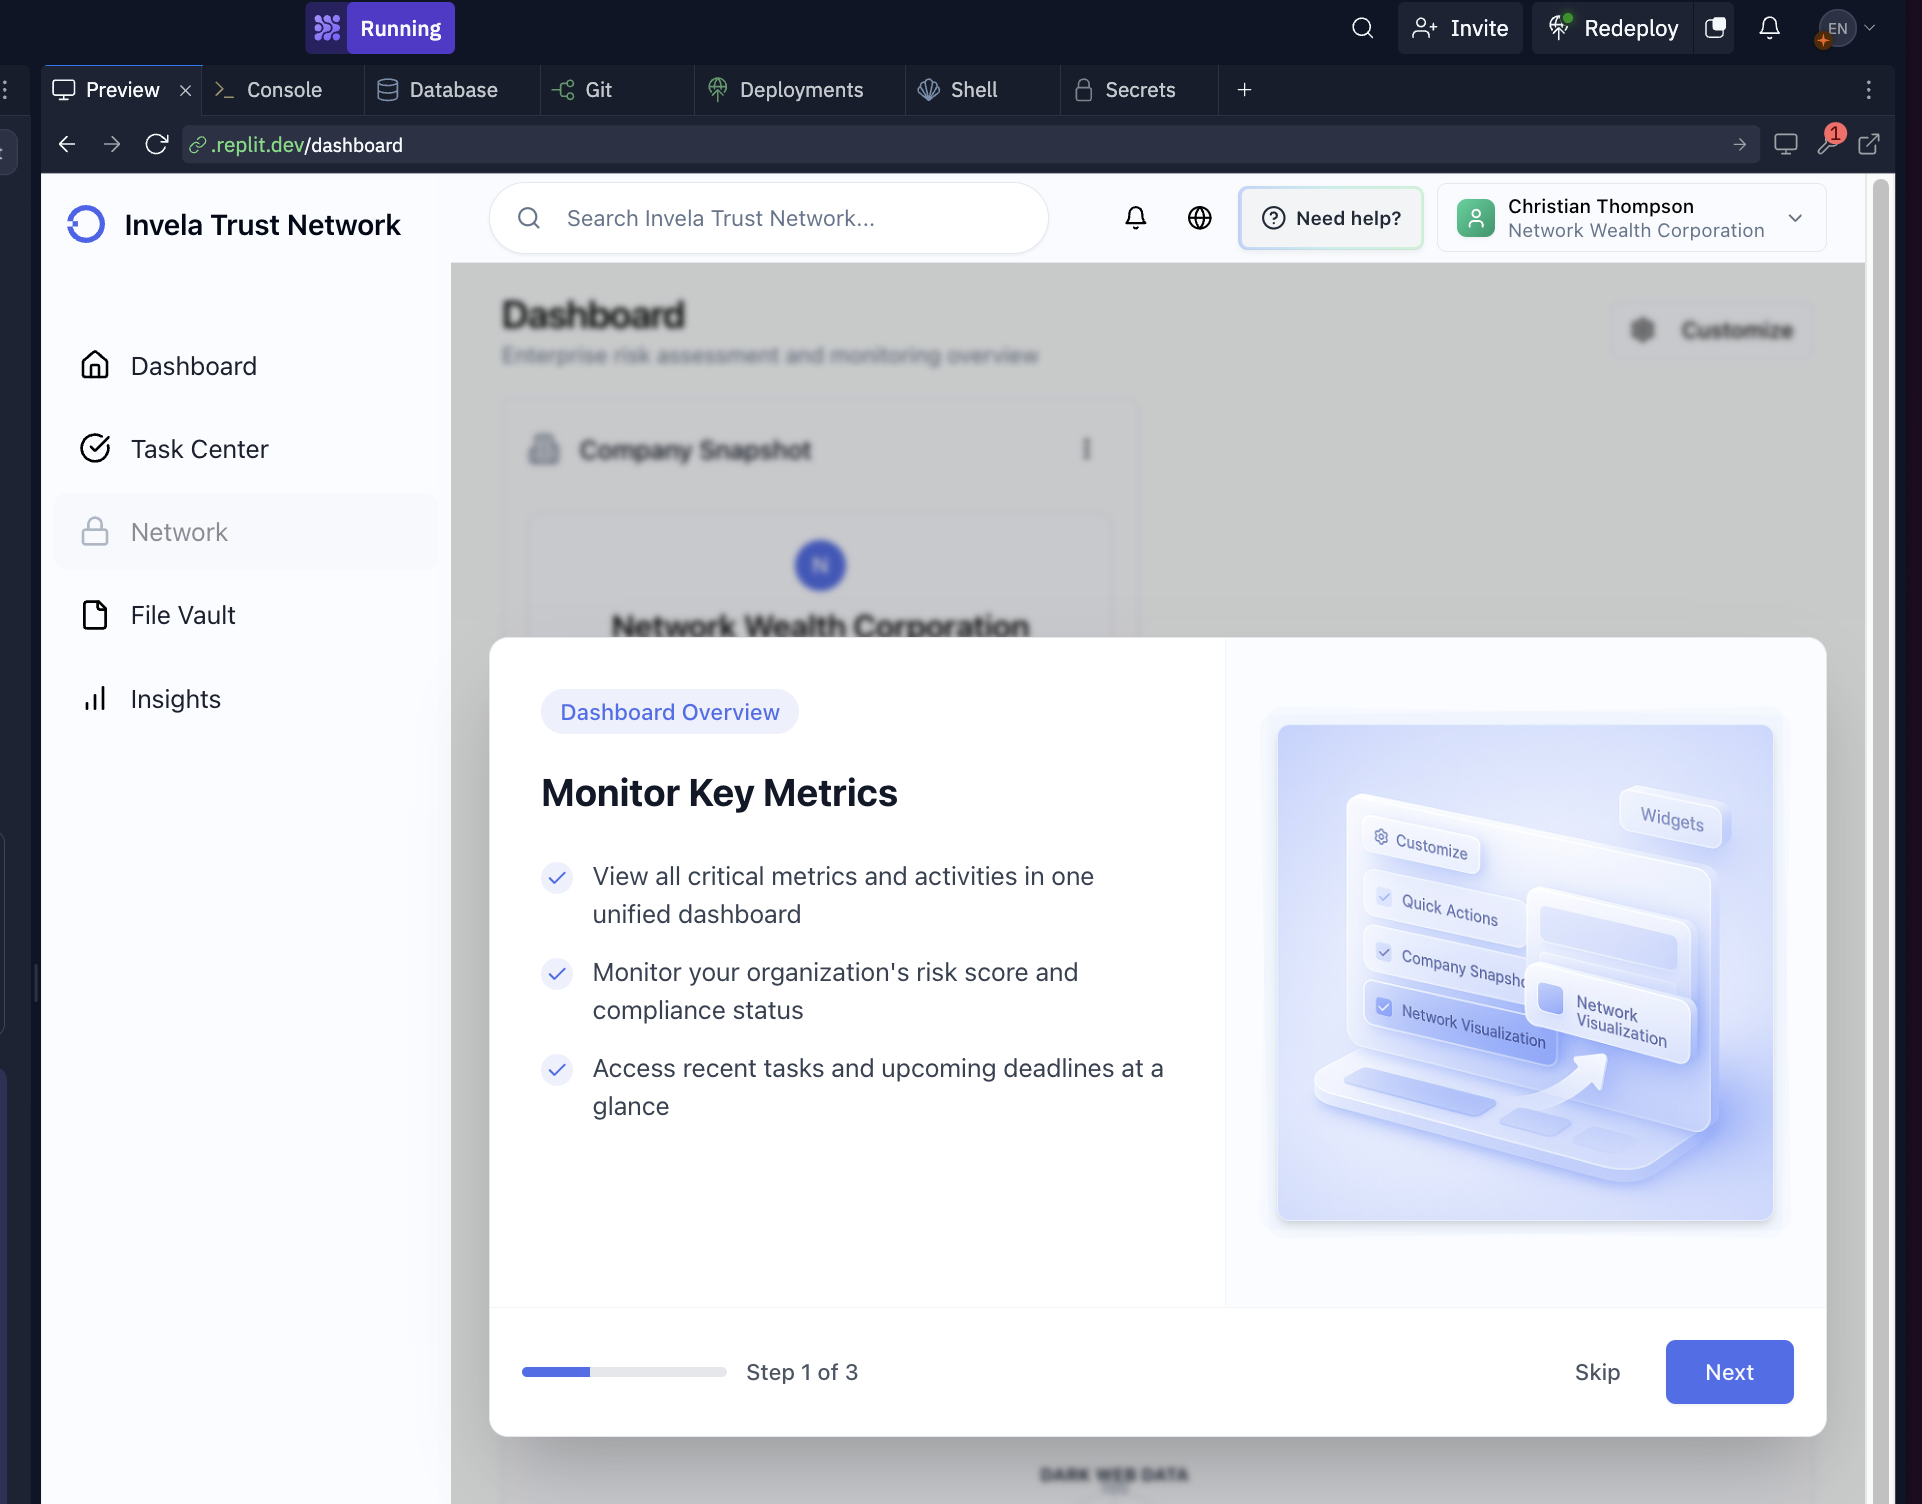 Running
Invite
Redeploy
EN
Preview
Console
Database
Git
Deployments
Shell
Secrets
.replit.dev/dashboard
1
Invela Trust Network
Search Invela Trust Network...
Need help?
Christian Thompson
Network Wealth Corporation
Dashboard
Task Center
Network
File Vault
Insights
Dashboard
Enterprise risk assessment and monitoring overview
Customize
Company Snapshot
N
Network Wealth Corporation
Dashboard Overview
Monitor Key Metrics
View all critical metrics and activities in one
unified dashboard
Monitor your organization's risk score and
compliance status
Access recent tasks and upcoming deadlines at a
glance
Widgets
Customize
Quick Actions
Company Snapsho
Network Visualization
Network
Visualization
Step 1 of 3
Skip
Next
DARK WEB DATA